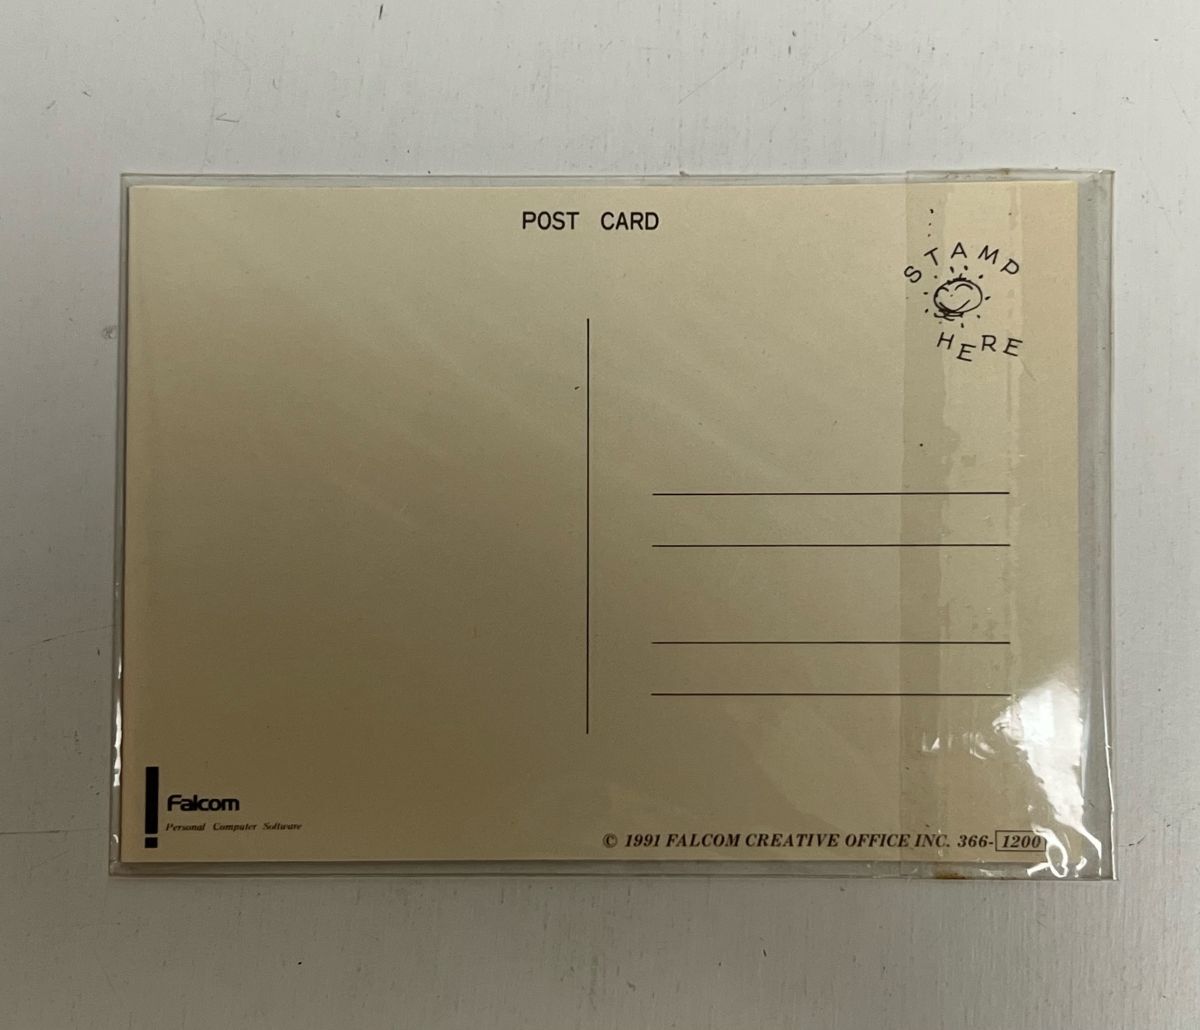 POST CARD
STAMP
HERE
Falcom
Personal Computer Software
© 1991 FALCOM CREATIVE OFFICE INC. 366-1200